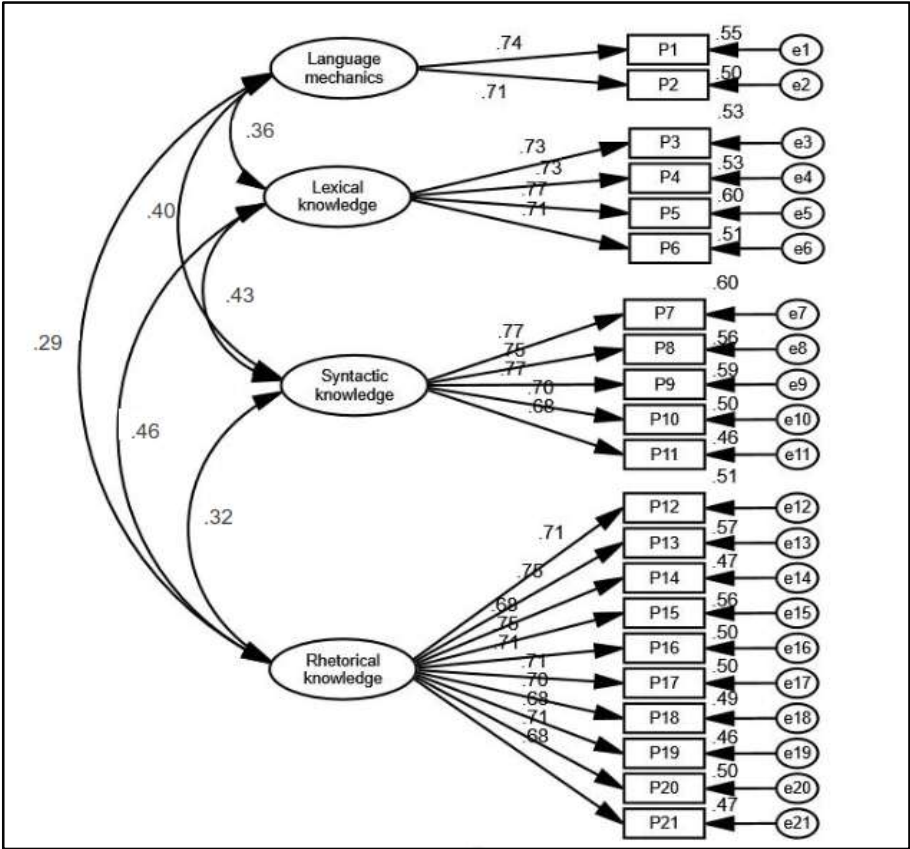 Language
mechanics
.74
.71
P1
.55
e1
P2
.50
e2
.36
Lexical
knowledge
.73
.73
.77
.71
.53
P3
e3
P4
.53
e4
P5
.60
e5
P6
.51
e6
.40
.43
.29
Syntactic
knowledge
.77
.75
.77
.70
.68
.60
P7
e7
P8
.56
e8
P9
.59
e9
P10
.50
e10
P11
.46
e11
.46
.32
Rhetorical
knowledge
.71
.75
.68
.75
.71
.71
.70
.68
.71
.68
.51
P12
e12
P13
.57
e13
P14
.47
e14
P15
.56
e15
P16
.50
e16
P17
.50
e17
P18
.49
e18
P19
.46
e19
P20
.50
e20
P21
.47
e21